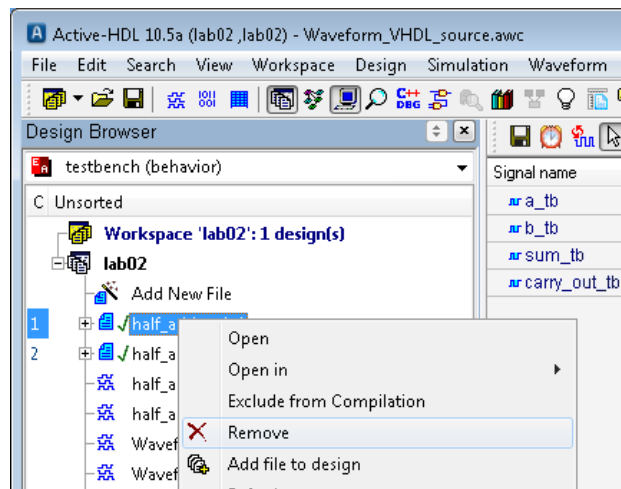 Active-HDL 10.5a (lab02 ,lab02) - Waveform_VHDL_source.awc
File Edit Search View Workspace Design Simulation Waveform
C++ DBG
Design Browser
testbench (behavior)
Signal name
C Unsorted
a_tb
Workspace 'lab02': 1 design(s)
b_tb
lab02
sum_tb
Add New File
carry_out_tb
1 half_a
Open
2 half_a
Open in
half_a
Exclude from Compilation
half_a
Remove
Wavef
Add file to design
Wavef